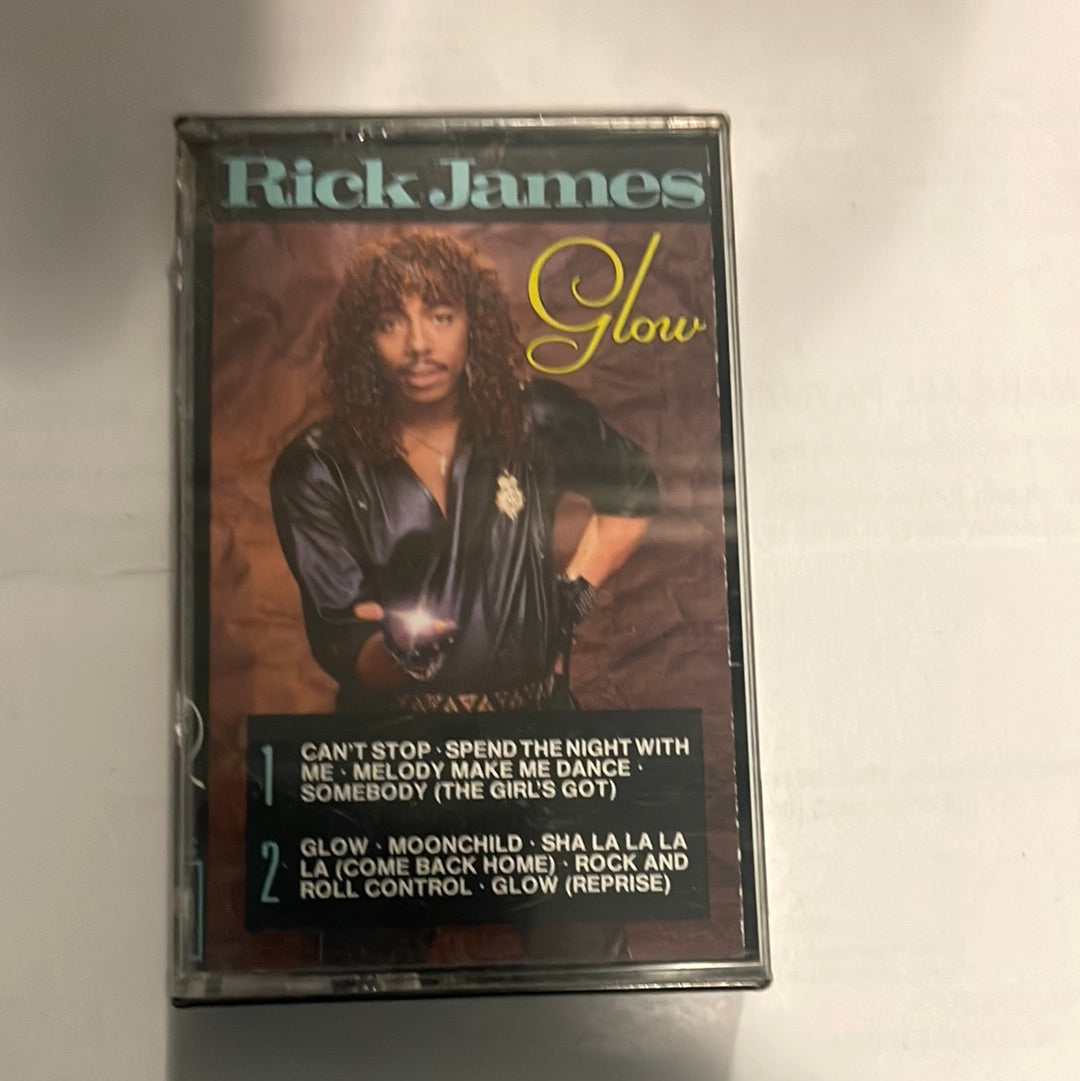 Rick James
Glow
1
CAN'T STOP · SPEND THE NIGHT WITH
ME · MELODY MAKE ME DANCE ·
SOMEBODY (THE GIRL'S GOT)
2
GLOW · MOONCHILD · SHA LA LA LA
LA (COME BACK HOME) · ROCK AND
ROLL CONTROL · GLOW (REPRISE)